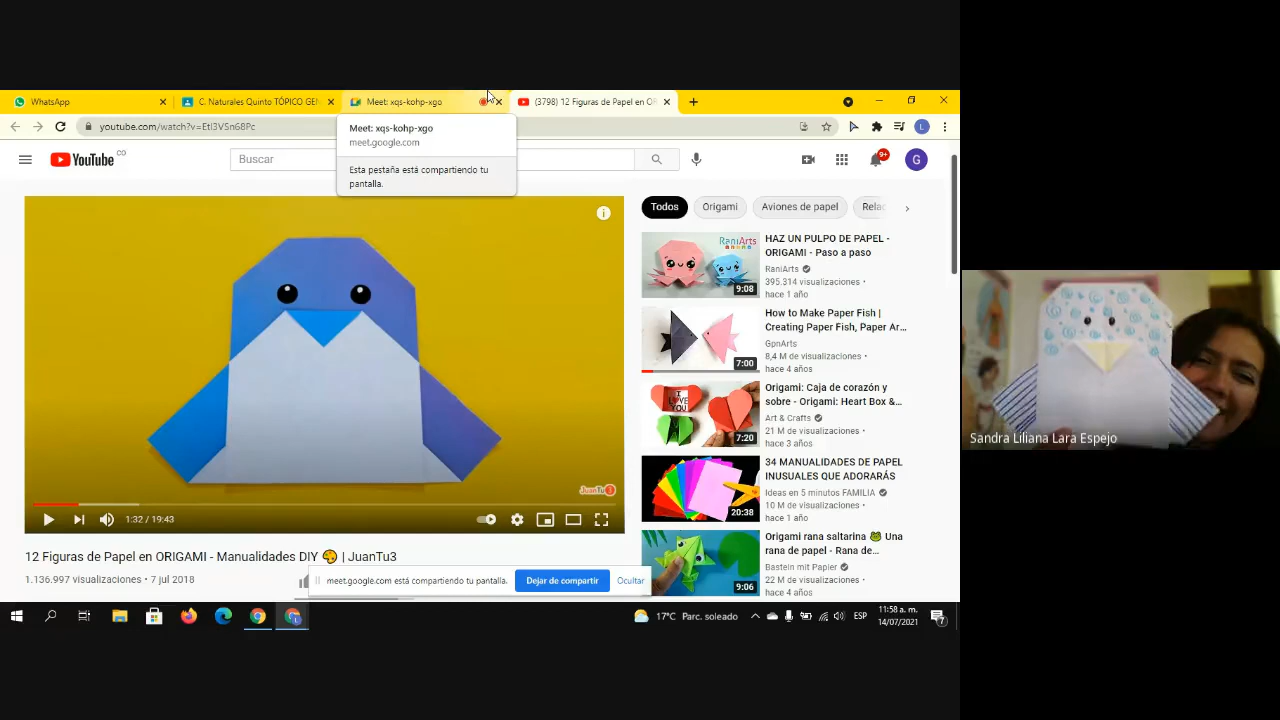 WhatsApp
C. Naturales Quinto TÓPICO GEN
Meet: xqs-kohp-xgo
(3798) 12 Figuras de Papel en OR
youtube.com/watch?v=EtI3VSn68Pc
L
Meet: xqs-kohp-xgo
meet.google.com
Esta pestaña está compartiendo tu
pantalla.
YouTube CO
Buscar
9+
G
Todos
Origami
Aviones de papel
Relac
RaniArts
9:08
HAZ UN PULPO DE PAPEL -
ORIGAMI - Paso a paso
RaniArts
395.314 visualizaciones •
hace 1 año
7:00
How to Make Paper Fish |
Creating Paper Fish, Paper Ar...
GpnArts
8,4 M de visualizaciones •
hace 4 años
I LOVE YOU
7:20
Origami: Caja de corazón y
sobre - Origami: Heart Box &...
Art & Crafts
21 M de visualizaciones •
hace 3 años
20:38
34 MANUALIDADES DE PAPEL
INUSUALES QUE ADORARÁS
Ideas en 5 minutos FAMILIA
10 M de visualizaciones •
hace 1 año
9:06
Origami rana saltarina 🐸 Una
rana de papel - Rana de...
Basteln mit Papier
22 M de visualizaciones •
hace 4 años
JuanTu3
1:32 / 19:43
12 Figuras de Papel en ORIGAMI - Manualidades DIY | JuanTu3
1.136.997 visualizaciones • 7 jul 2018
meet.google.com está compartiendo tu pantalla.
Dejar de compartir
Ocultar
17°C Parc. soleado
ESP
11:58 a. m.
14/07/2021
7
Sandra Liliana Lara Espejo